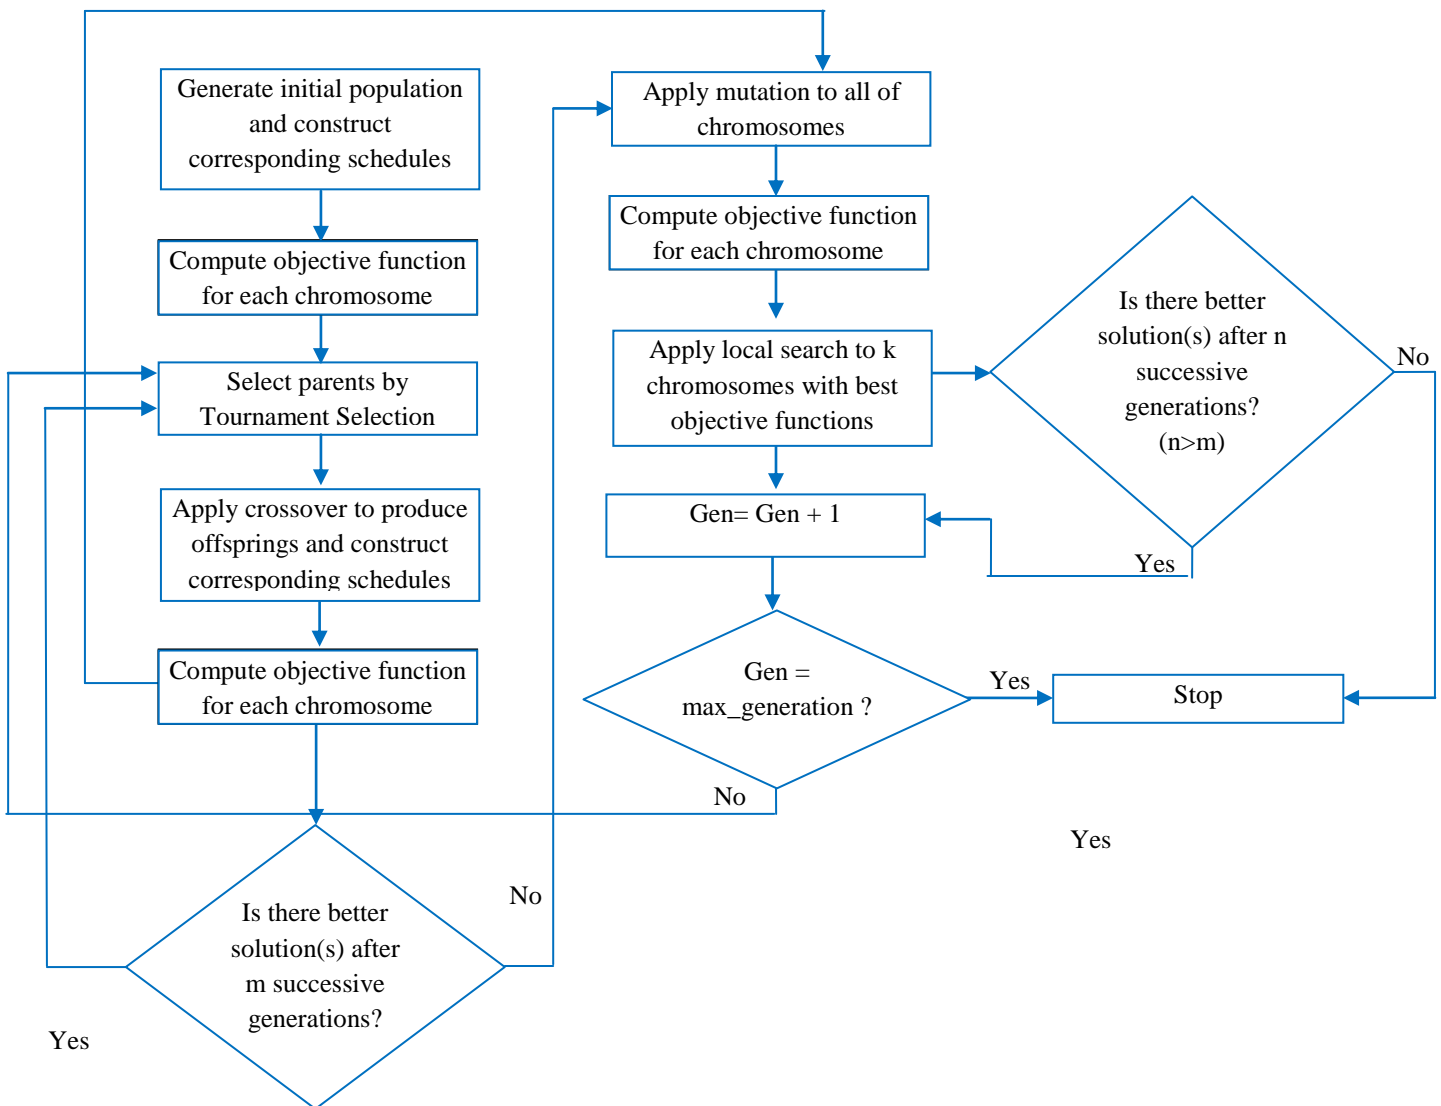 Generate initial population
and construct
corresponding schedules
Compute objective function
for each chromosome
Select parents by
Tournament Selection
Apply crossover to produce
offsprings and construct
corresponding schedules
Compute objective function
for each chromosome
Is there better
solution(s) after
m successive
generations?
Yes
No
Apply mutation to all of
chromosomes
Compute objective function
for each chromosome
Apply local search to k
chromosomes with best
objective functions
Gen= Gen + 1
Gen =
max_generation ?
No
Yes
Is there better
solution(s) after n
successive
generations?
(n>m)
No
Yes
Stop
Yes